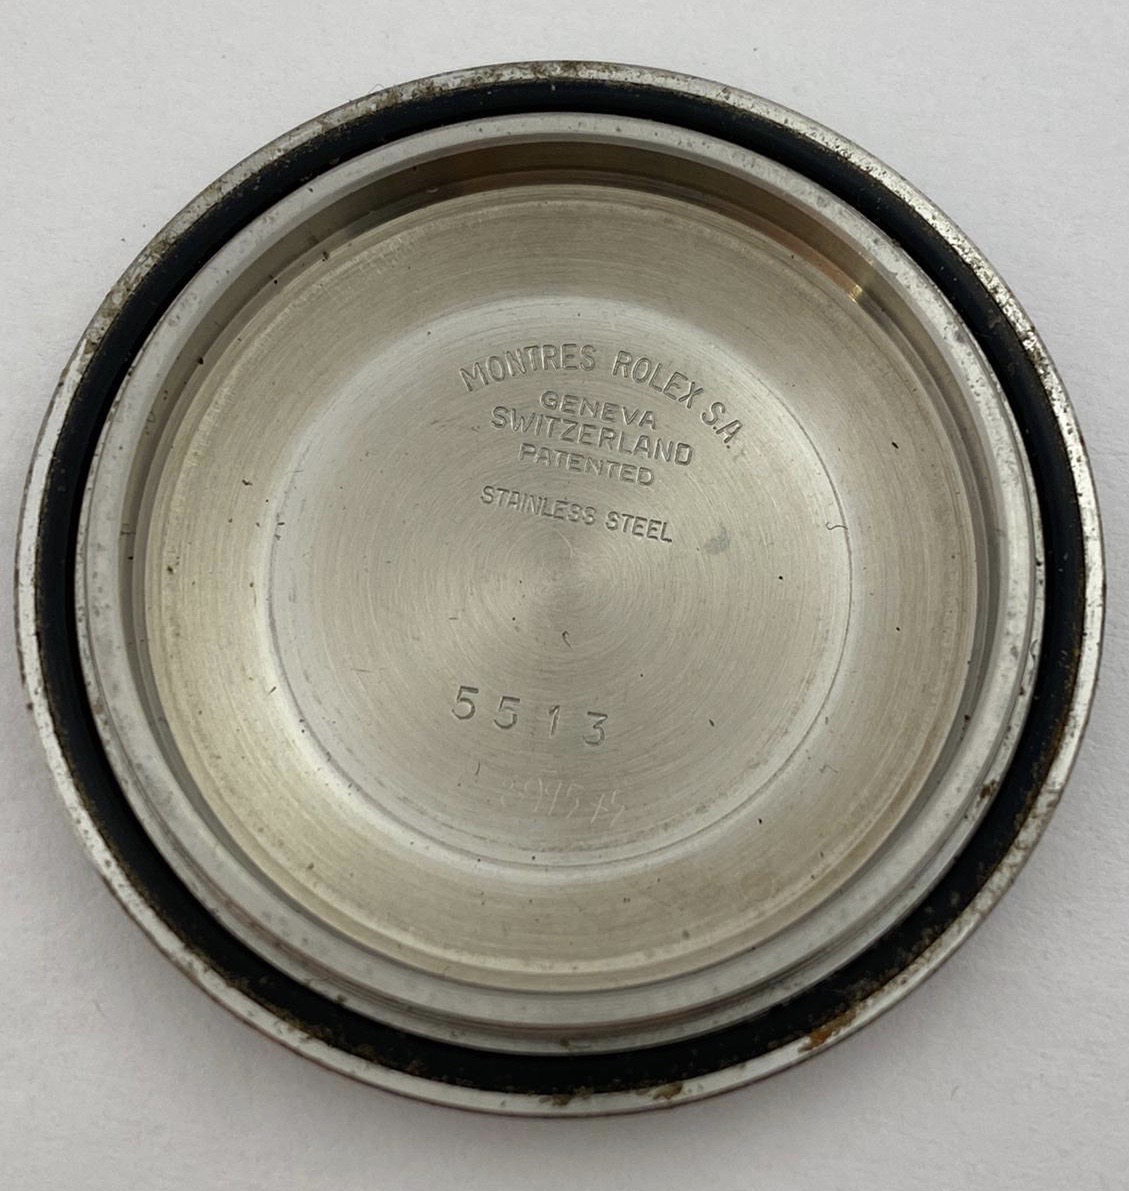 MONTRES ROLEX S.A.
GENEVA
SWITZERLAND
PATENTED
STAINLESS STEEL
5513